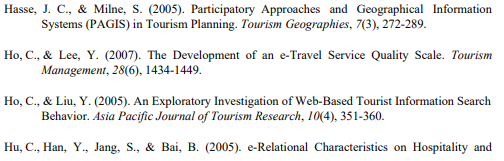 Hasse, J. C., & Milne, S. (2005). Participatory Approaches and Geographical Information
Systems (PAGIS) in Tourism Planning. Tourism Geographies, 7(3), 272-289.
Ho, C., & Lee, Y. (2007). The Development of an e-Travel Service Quality Scale. Tourism
Management, 28(6), 1434-1449.
Ho, C., & Liu, Y. (2005). An Exploratory Investigation of Web-Based Tourist Information Search
Behavior. Asia Pacific Journal of Tourism Research, 10(4), 351-360.
Hu, C., Han, Y., Jang, S., & Bai, B. (2005). e-Relational Characteristics on Hospitality and